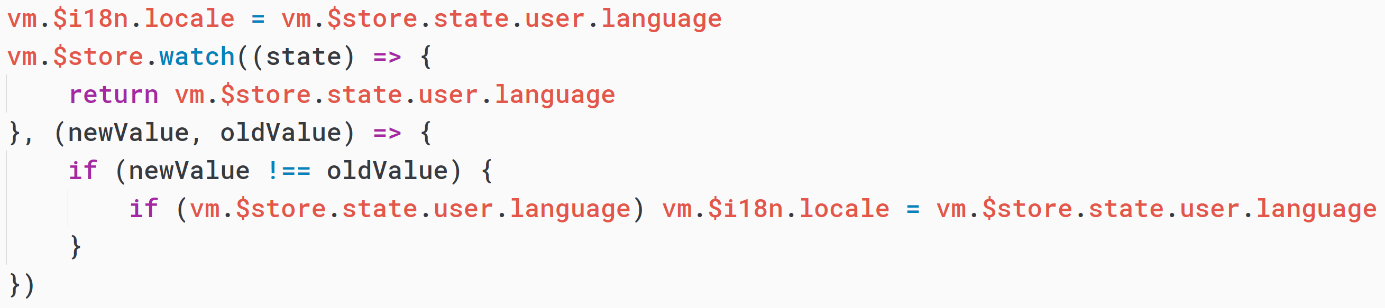 vm.$i18n.locale = vm.$store.state.user.language
vm.$store.watch((state) => {
    return vm.$store.state.user.language
}, (newValue, oldValue) => {
    if (newValue !== oldValue) {
        if (vm.$store.state.user.language) vm.$i18n.locale = vm.$store.state.user.language
    }
})